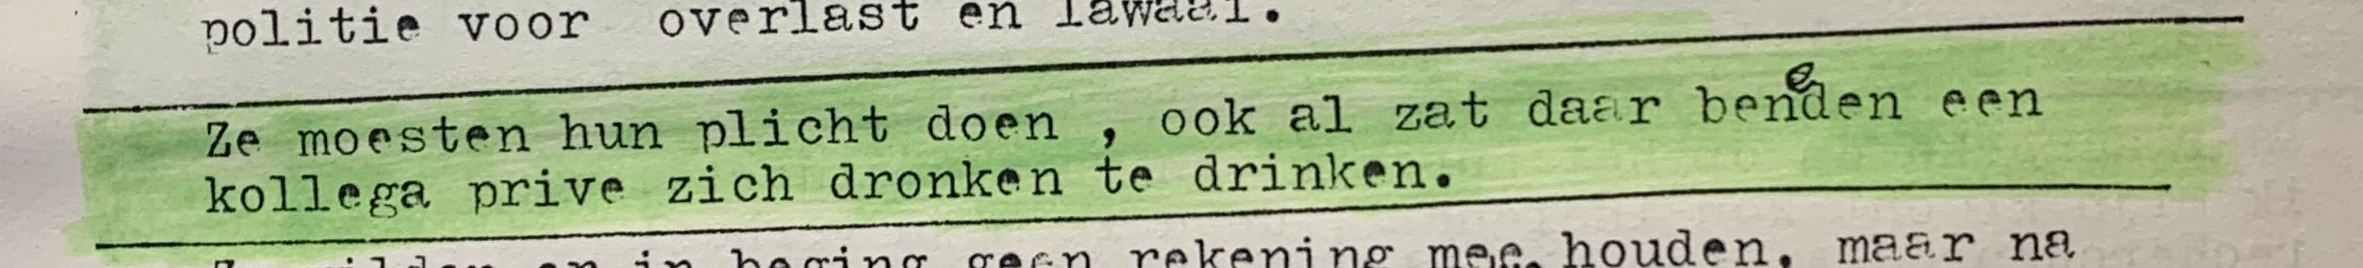 politie voor overlast en lawaai.
Ze moesten hun plicht doen , ook al zat daar beneden een
kollega prive zich dronken te drinken.
in beging geen rekening mee houden, maar na